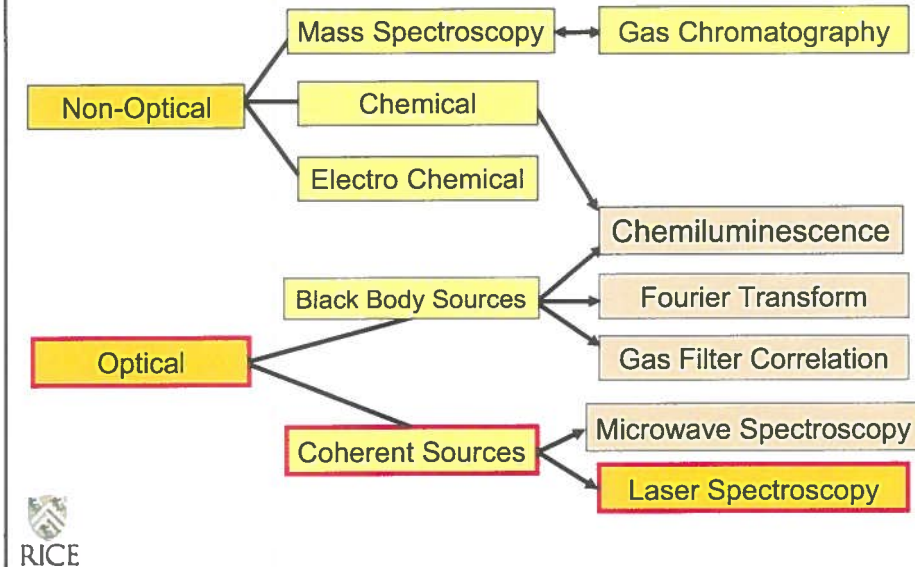 Mass Spectroscopy
Gas Chromatography
Non-Optical
Chemical
Electro Chemical
Chemiluminescence
Black Body Sources
Fourier Transform
Optical
Gas Filter Correlation
Microwave Spectroscopy
Coherent Sources
Laser Spectroscopy
RICE